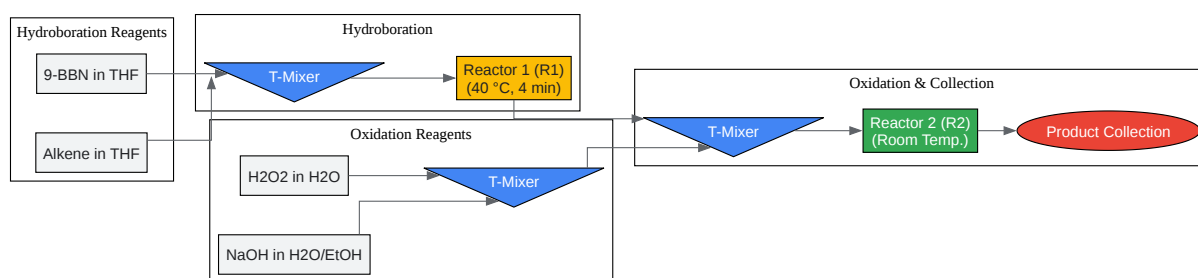 Hydroboration Reagents
9-BBN in THF
Alkene in THF
Hydroboration
T-Mixer
Reactor 1 (R1)
(40 °C, 4 min)
Oxidation Reagents
H2O2 in H2O
T-Mixer
NaOH in H2O/EtOH
Oxidation & Collection
T-Mixer
Reactor 2 (R2)
(Room Temp.)
Product Collection